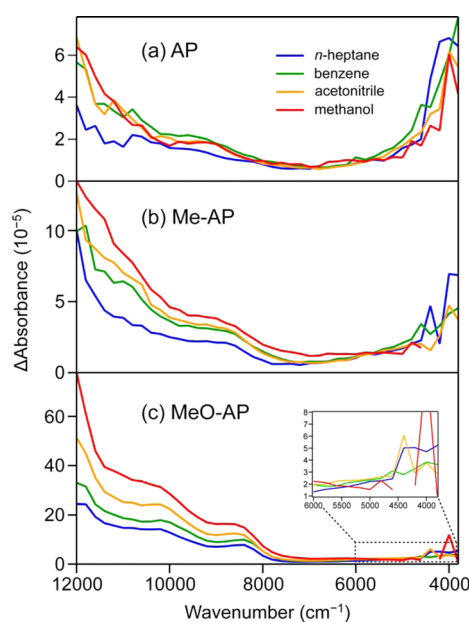 (a) AP
n-heptane
benzene
acetonitrile
methanol
6
4
2
0
(b) Me-AP
10
5
0
(c) MeO-AP
60
40
20
0
8
7
6
5
4
3
2
1
6000 5500 5000 4500 4000
12000 10000 8000 6000 4000
Wavenumber (cm⁻¹)
ΔAbsorbance (10⁻⁵)